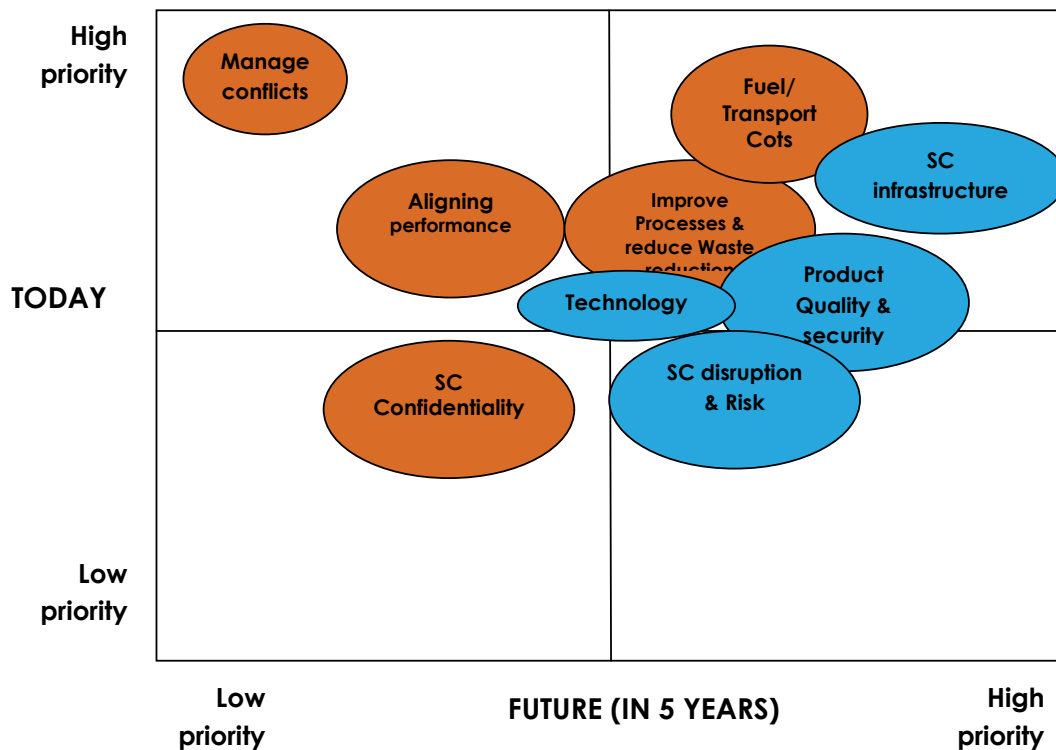 High
priority
Manage
conflicts
Fuel/
Transport
Cots
SC
infrastructure
Aligning
performance
Improve
Processes &
reduce Waste
reduction
TODAY
Technology
Product
Quality &
security
SC
Confidentiality
SC disruption
& Risk
Low
priority
Low
priority
FUTURE (IN 5 YEARS)
High
priority